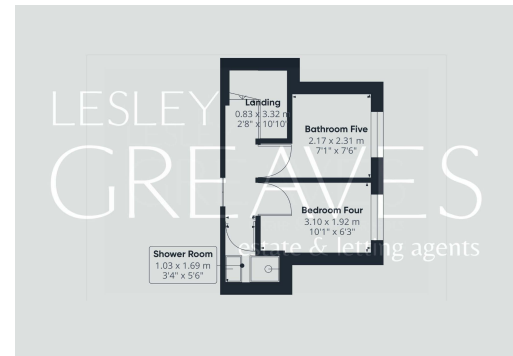 LESLEY
GREAVES
estate & letting agents
Landing
0.83 x 3.32 m
2'8" x 10'10"
Bathroom Five
2.17 x 2.31 m
7'1" x 7'6"
Bedroom Four
3.10 x 1.92 m
10'1" x 6'3"
Shower Room
1.03 x 1.69 m
3'4" x 5'6"